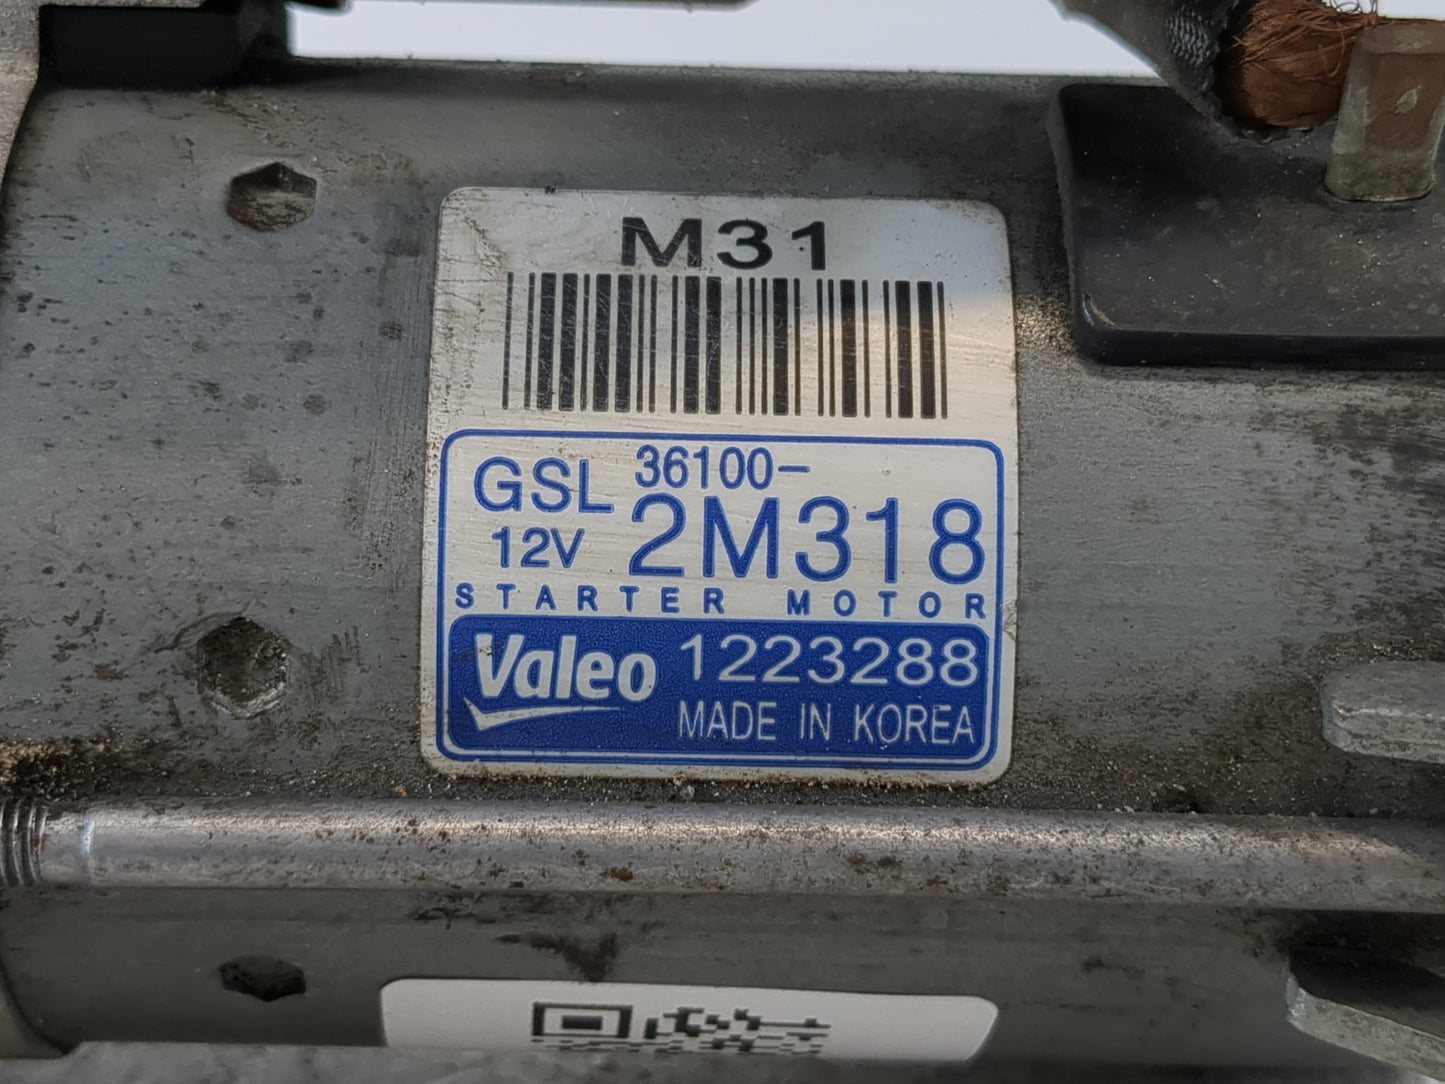 M31
GSL 36100-
12V 2M318
STARTER MOTOR
Valeo 1223288
MADE IN KOREA